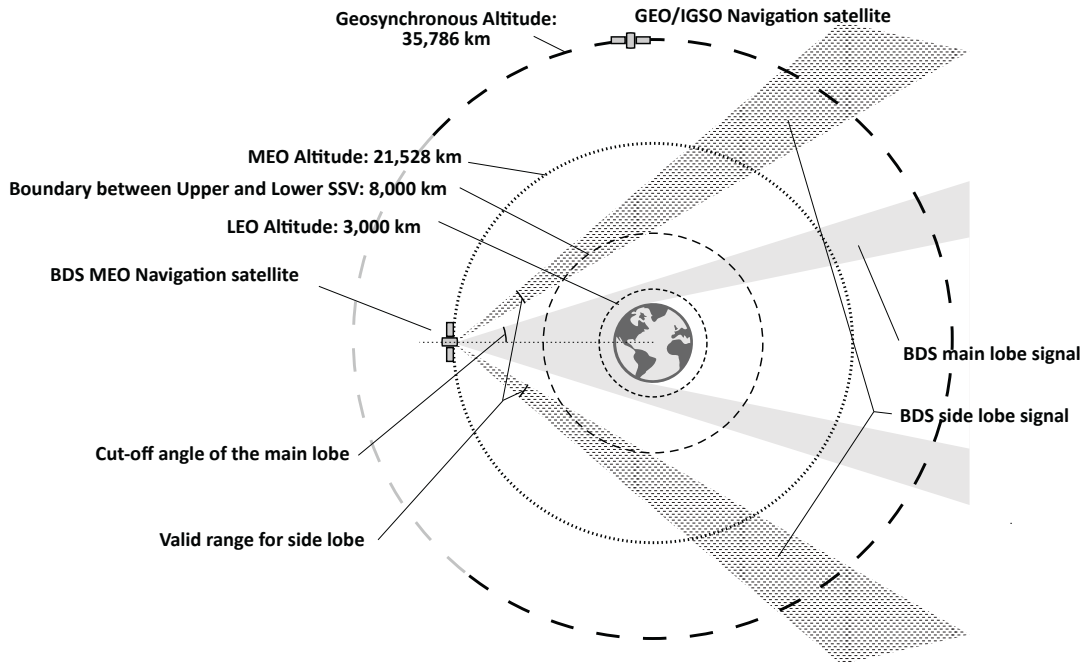 Geosynchronous Altitude:
35,786 km
GEO/IGSO Navigation satellite
MEO Altitude: 21,528 km
Boundary between Upper and Lower SSV: 8,000 km
LEO Altitude: 3,000 km
BDS MEO Navigation satellite
BDS main lobe signal
BDS side lobe signal
Cut-off angle of the main lobe
Valid range for side lobe